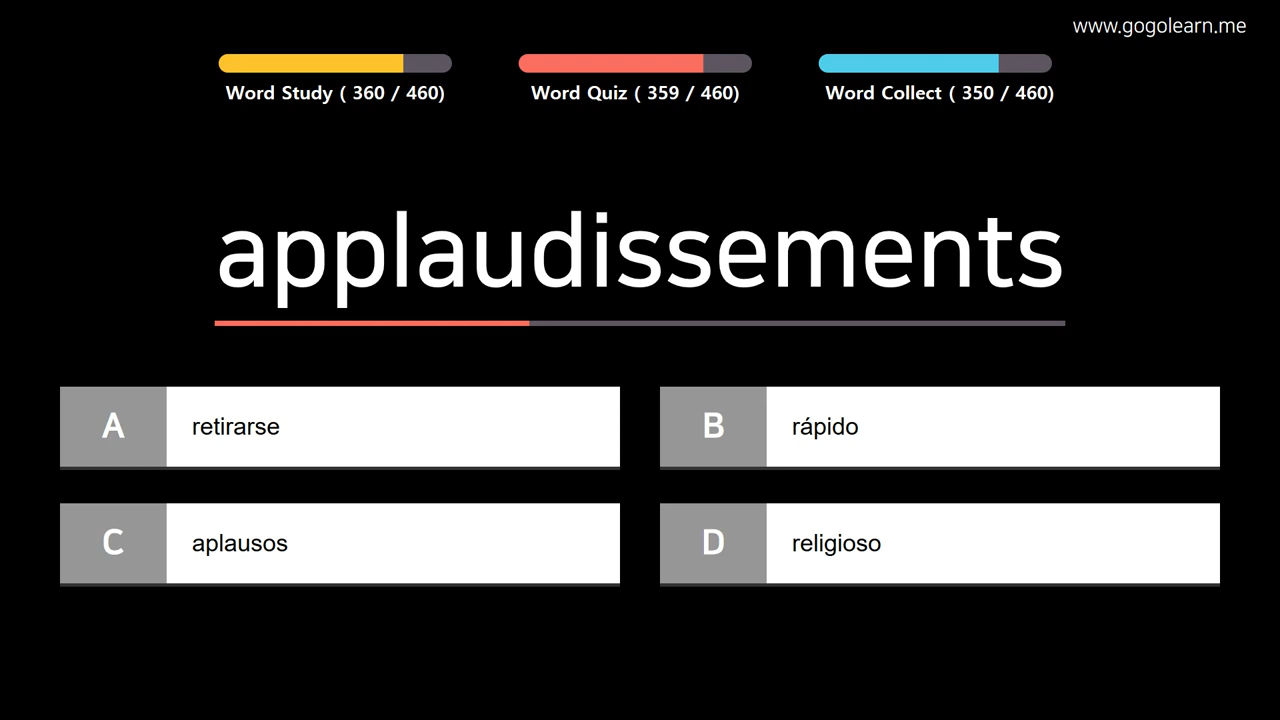 www.gogolearn.me
Word Study ( 360 / 460)
Word Quiz ( 359 / 460)
Word Collect ( 350 / 460)
applaudissements
A
retirarse
B
rápido
C
aplausos
D
religioso